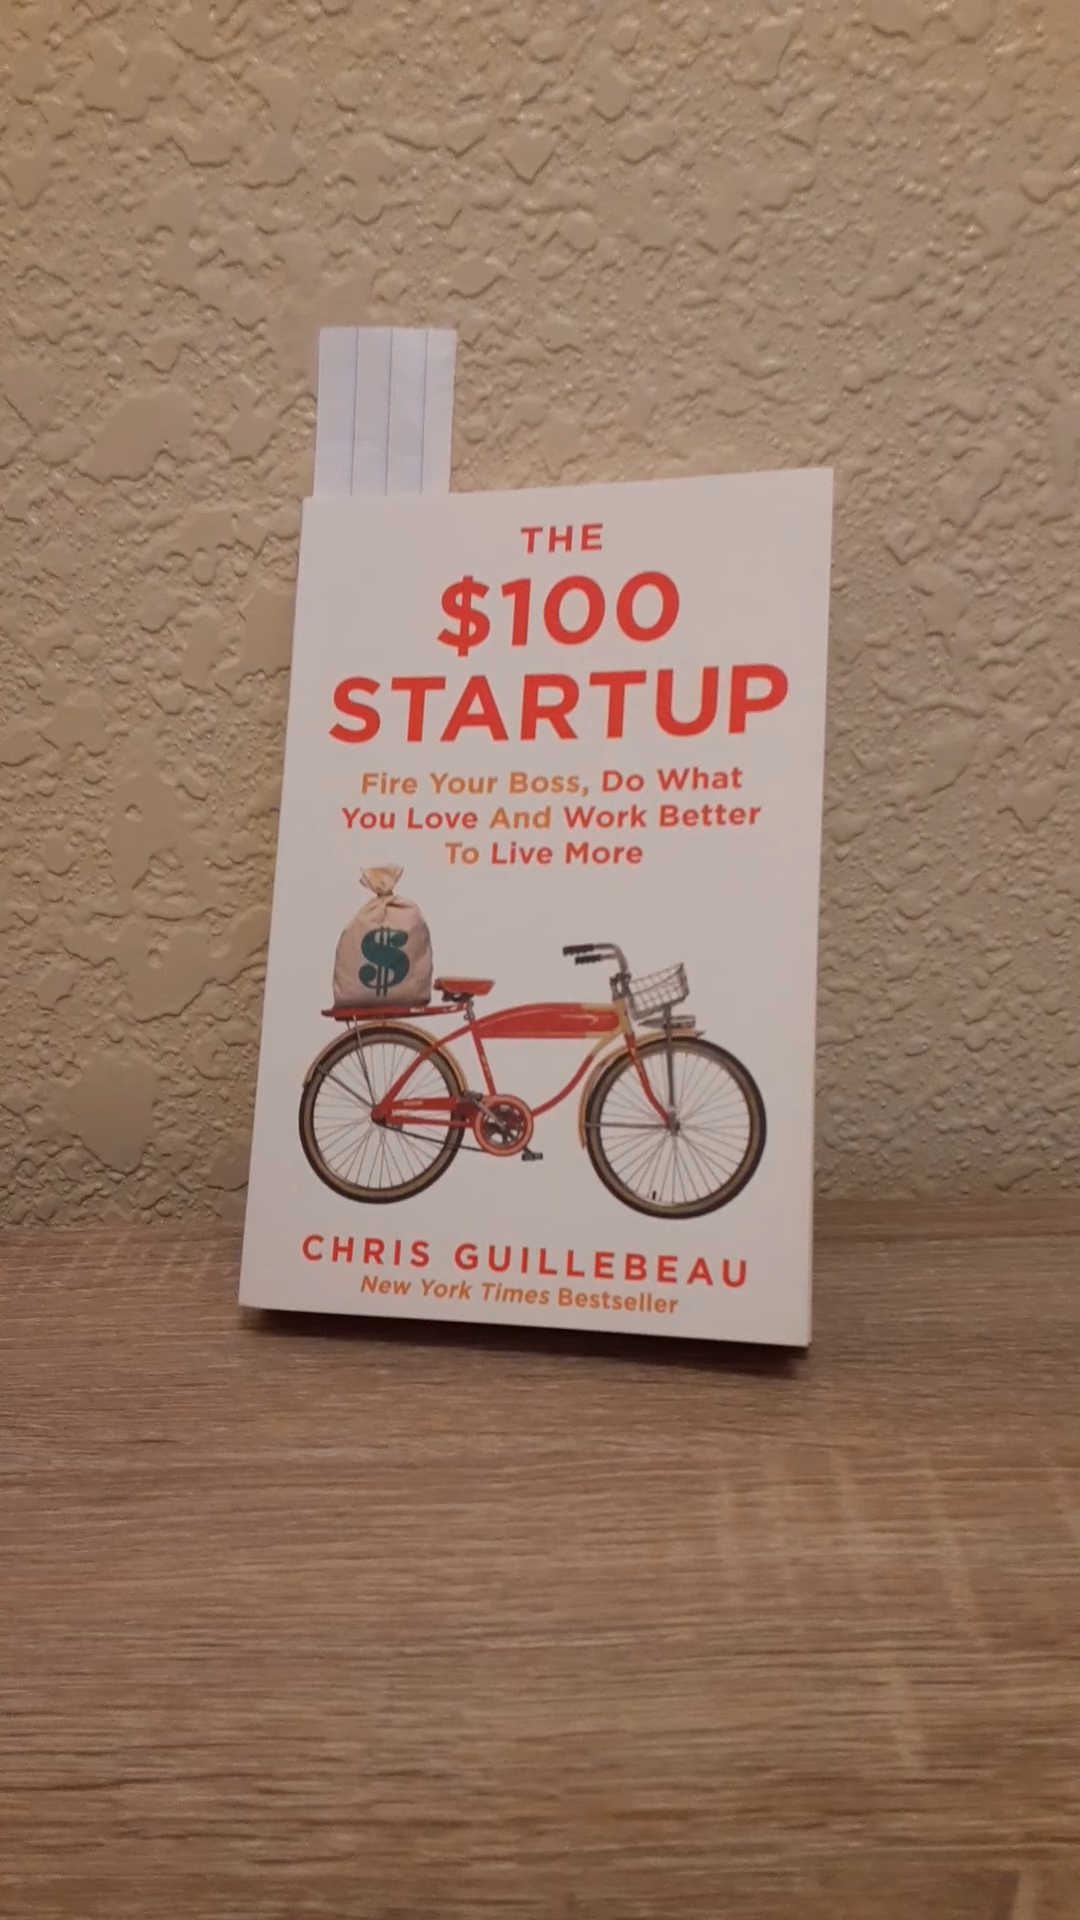 THE
$100
STARTUP
Fire Your Boss, Do What
You Love And Work Better
To Live More
$
CHRIS GUILLEBEAU
New York Times Bestseller